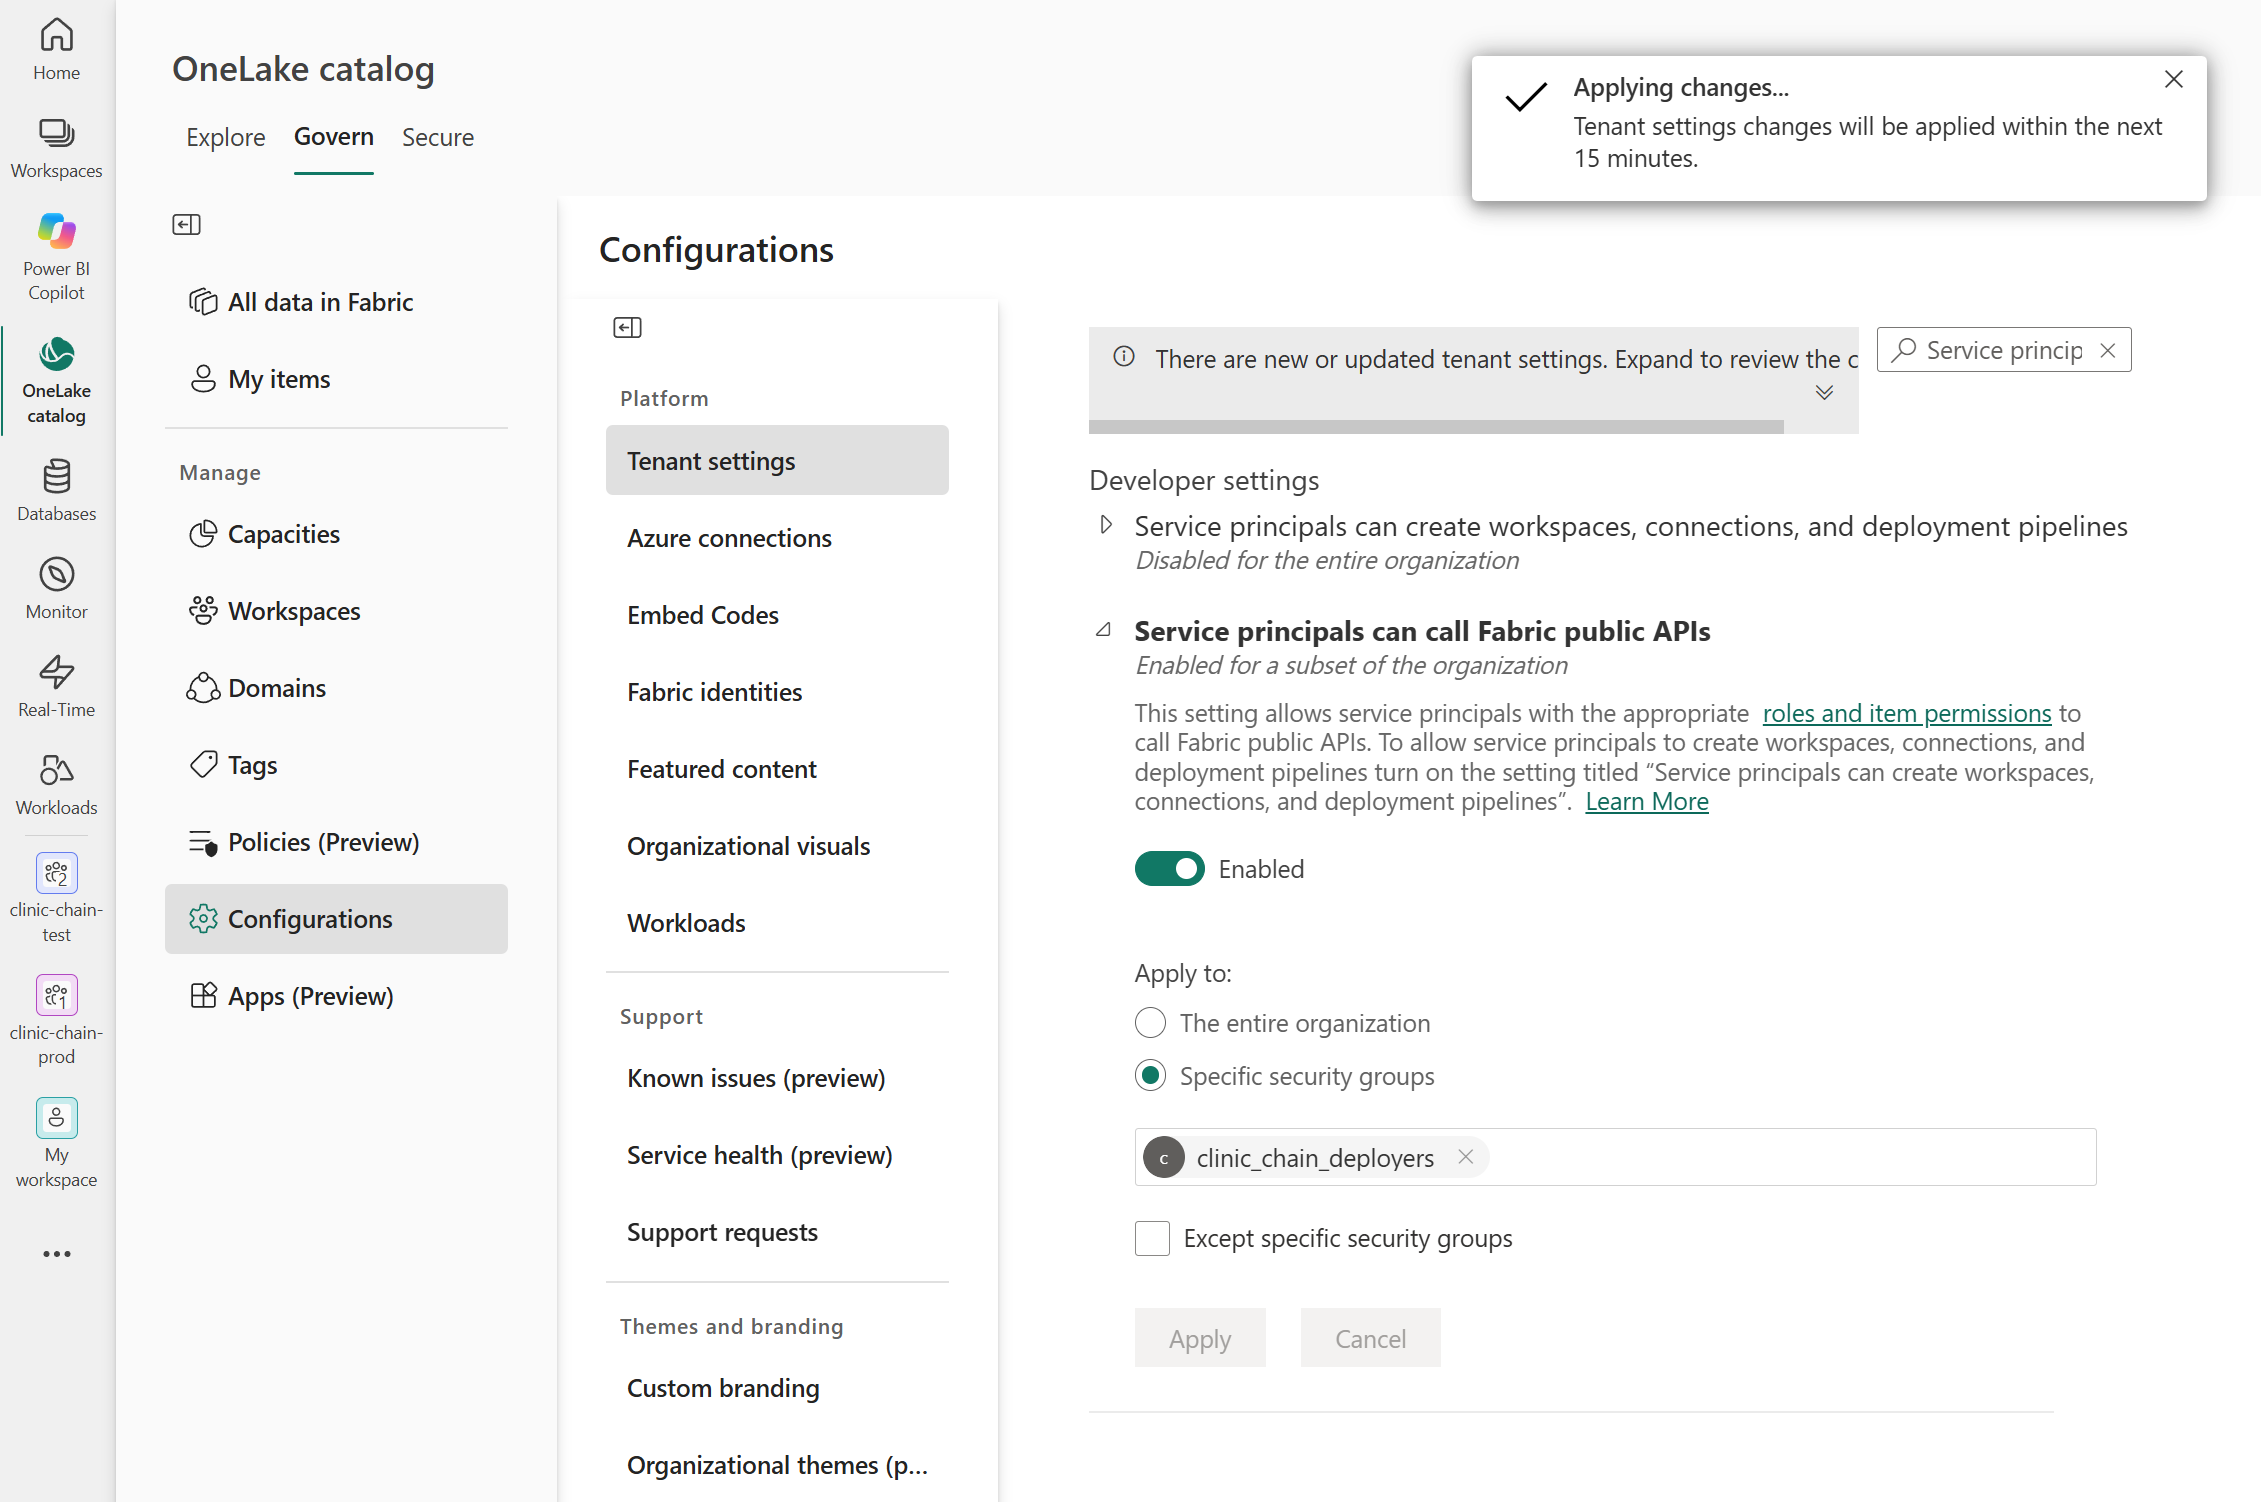 Home
Workspaces
Power BI
Copilot
OneLake
catalog
Databases
Monitor
Real-Time
Workloads
2
clinic-chain-
test
1
clinic-chain-
prod
My
workspace
OneLake catalog
Explore
Govern
Secure
All data in Fabric
My items
Manage
Capacities
Workspaces
Domains
Tags
Policies (Preview)
Configurations
Apps (Preview)
Configurations
Platform
Tenant settings
Azure connections
Embed Codes
Fabric identities
Featured content
Organizational visuals
Workloads
Support
Known issues (preview)
Service health (preview)
Support requests
Themes and branding
Custom branding
Organizational themes (p...
Applying changes...
Tenant settings changes will be applied within the next
15 minutes.
There are new or updated tenant settings. Expand to review the c
Service princip
Developer settings
Service principals can create workspaces, connections, and deployment pipelines
Disabled for the entire organization
Service principals can call Fabric public APIs
Enabled for a subset of the organization
This setting allows service principals with the appropriate roles and item permissions to
call Fabric public APIs. To allow service principals to create workspaces, connections, and
deployment pipelines turn on the setting titled “Service principals can create workspaces,
connections, and deployment pipelines”. Learn More
Enabled
Apply to:
The entire organization
Specific security groups
c clinic_chain_deployers
Except specific security groups
Apply
Cancel